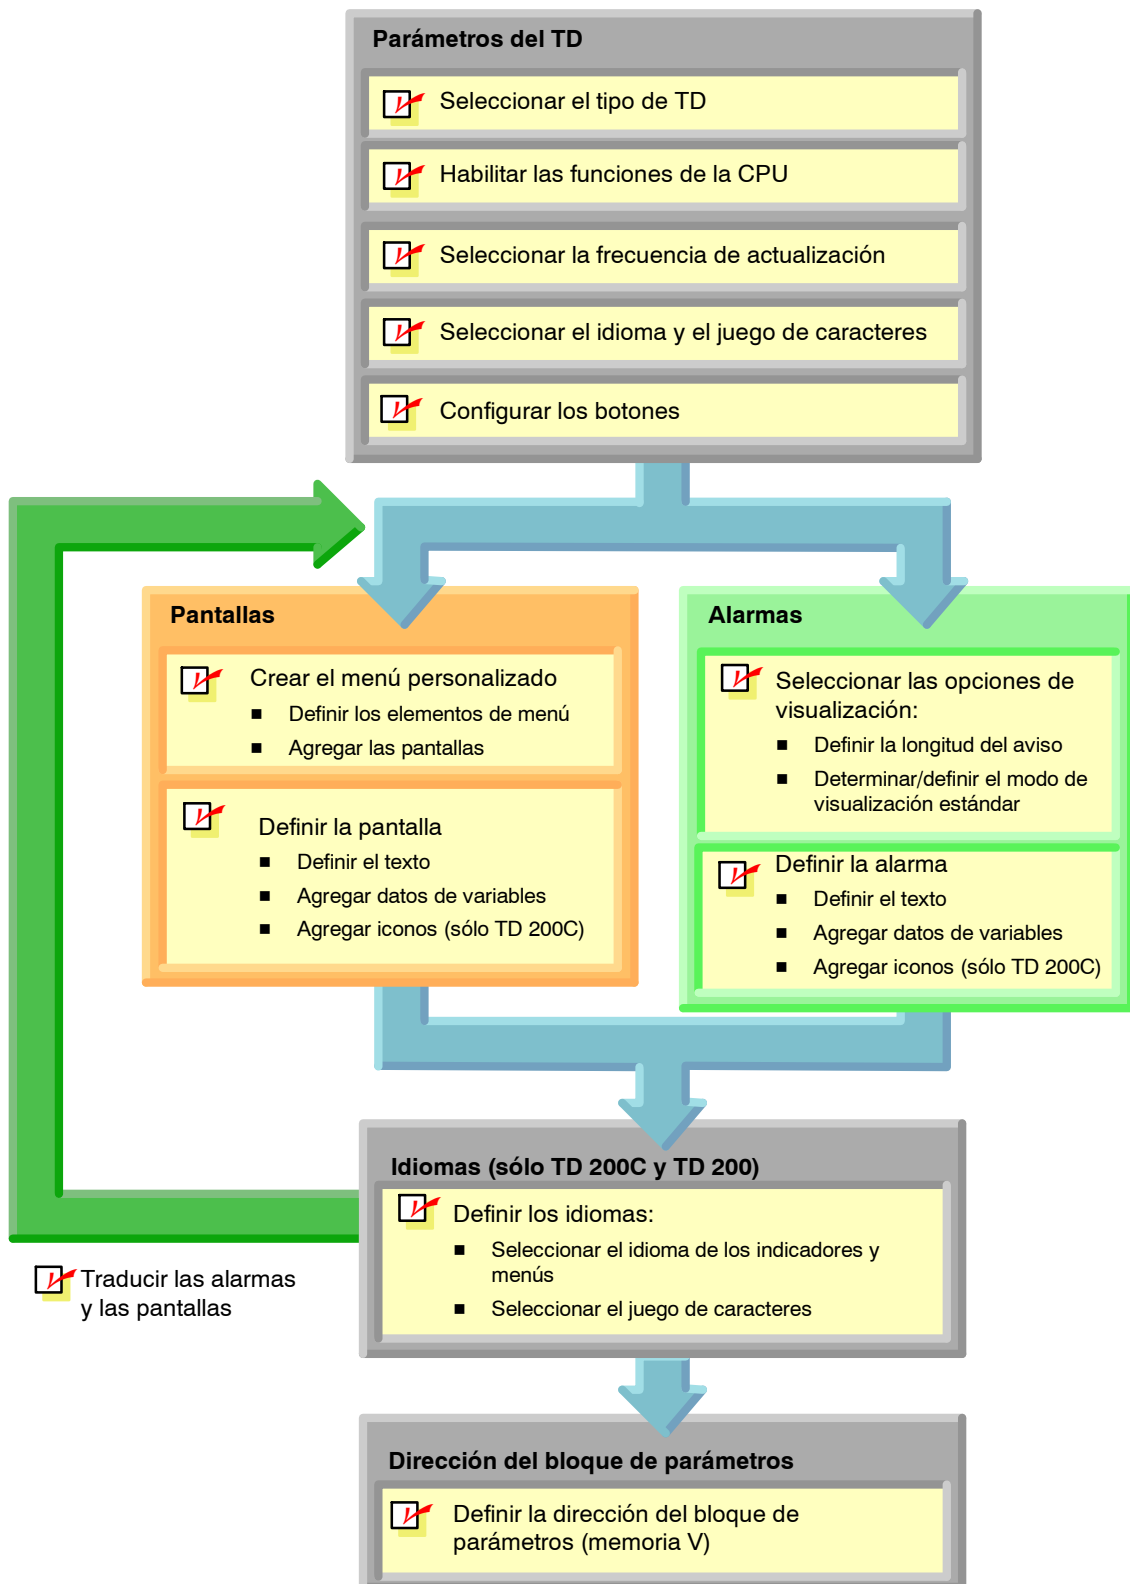 Parámetros del TD
Seleccionar el tipo de TD
Habilitar las funciones de la CPU
Seleccionar la frecuencia de actualización
Seleccionar el idioma y el juego de caracteres
Configurar los botones
Pantallas
Crear el menú personalizado
■ Definir los elementos de menú
■ Agregar las pantallas
Definir la pantalla
■ Definir el texto
■ Agregar datos de variables
■ Agregar iconos (sólo TD 200C)
Alarmas
Seleccionar las opciones de
visualización:
■ Definir la longitud del aviso
■ Determinar/definir el modo de
visualización estándar
Definir la alarma
■ Definir el texto
■ Agregar datos de variables
■ Agregar iconos (sólo TD 200C)
Idiomas (sólo TD 200C y TD 200)
Definir los idiomas:
■ Seleccionar el idioma de los indicadores y
menús
■ Seleccionar el juego de caracteres
Traducir las alarmas
y las pantallas
Dirección del bloque de parámetros
Definir la dirección del bloque de
parámetros (memoria V)